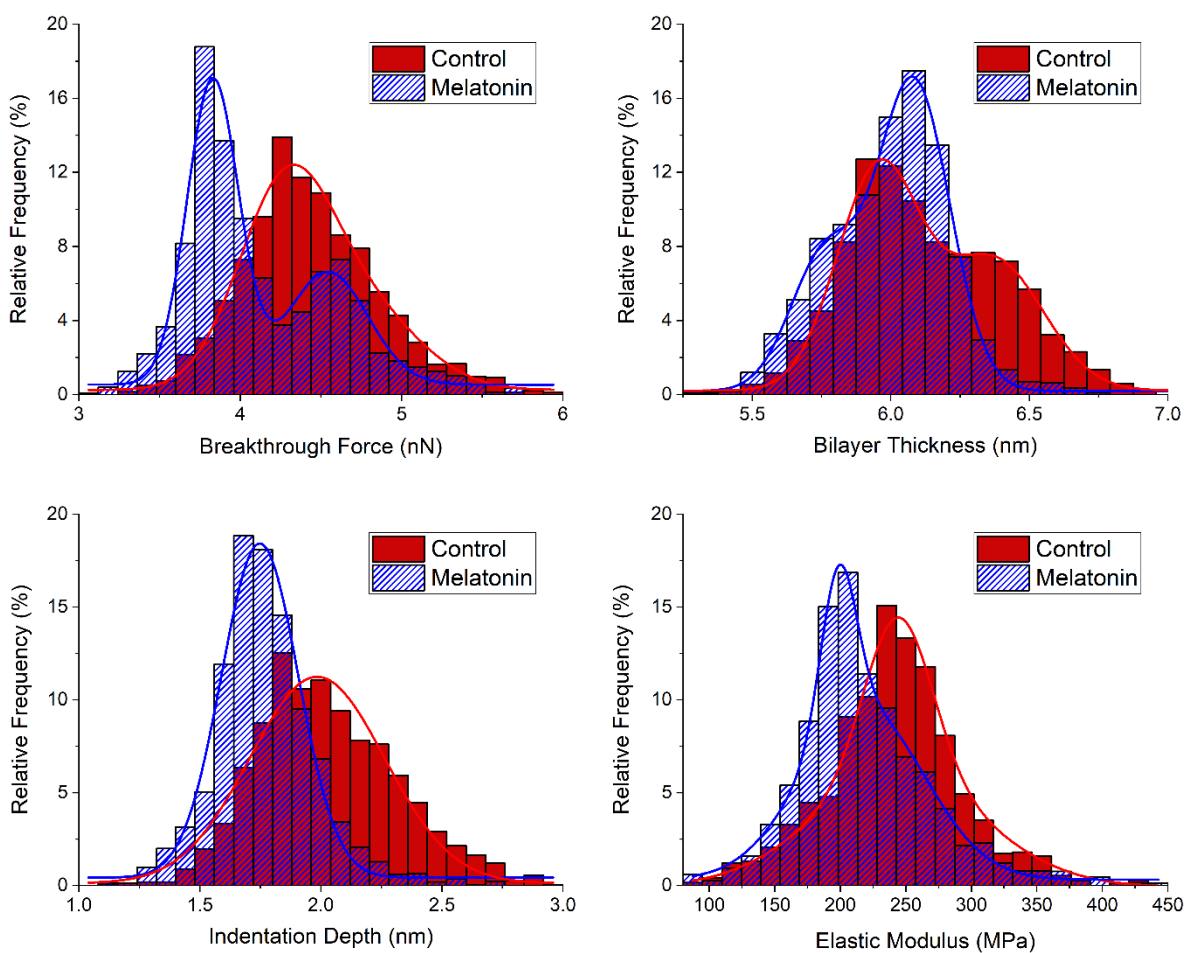 20
16
12
8
4
0
Relative Frequency (%)
Control
Melatonin
3 4 5 6
Breakthrough Force (nN)
20
16
12
8
4
0
Relative Frequency (%)
Control
Melatonin
5.5 6.0 6.5 7.0
Bilayer Thickness (nm)
20
15
10
5
0
Relative Frequency (%)
Control
Melatonin
1.0 1.5 2.0 2.5 3.0
Indentation Depth (nm)
20
15
10
5
0
Relative Frequency (%)
Control
Melatonin
100 150 200 250 300 350 400 450
Elastic Modulus (MPa)